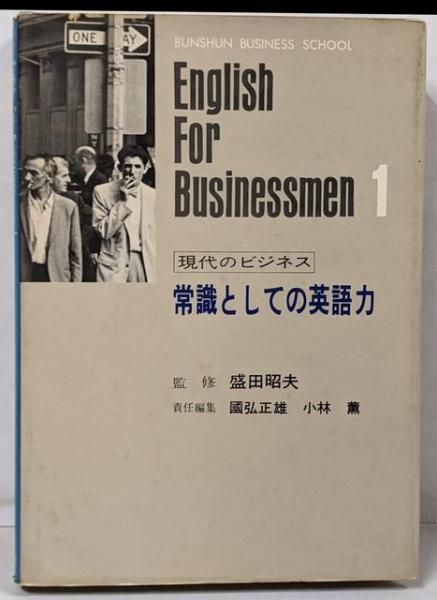 ONE WAY
BUNSHUN BUSINESS SCHOOL
English
For
Businessmen 1
現代のビジネス
常識としての英語力
監修 盛田昭夫
責任編集 國弘正雄 小林 薫